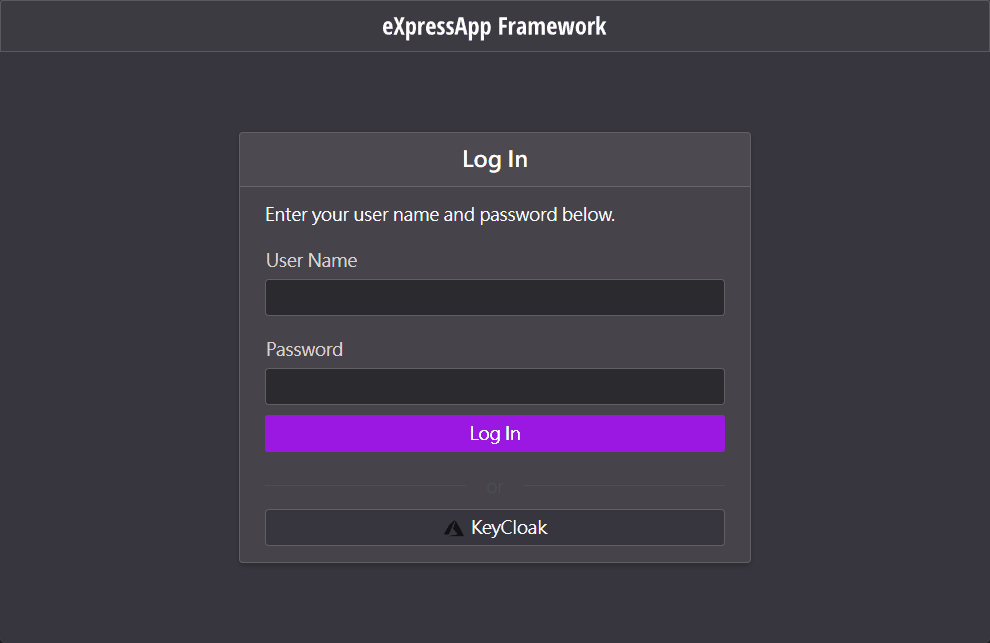 eXpressApp Framework
Log In
Enter your user name and password below.
User Name
Password
Log In
or
KeyCloak